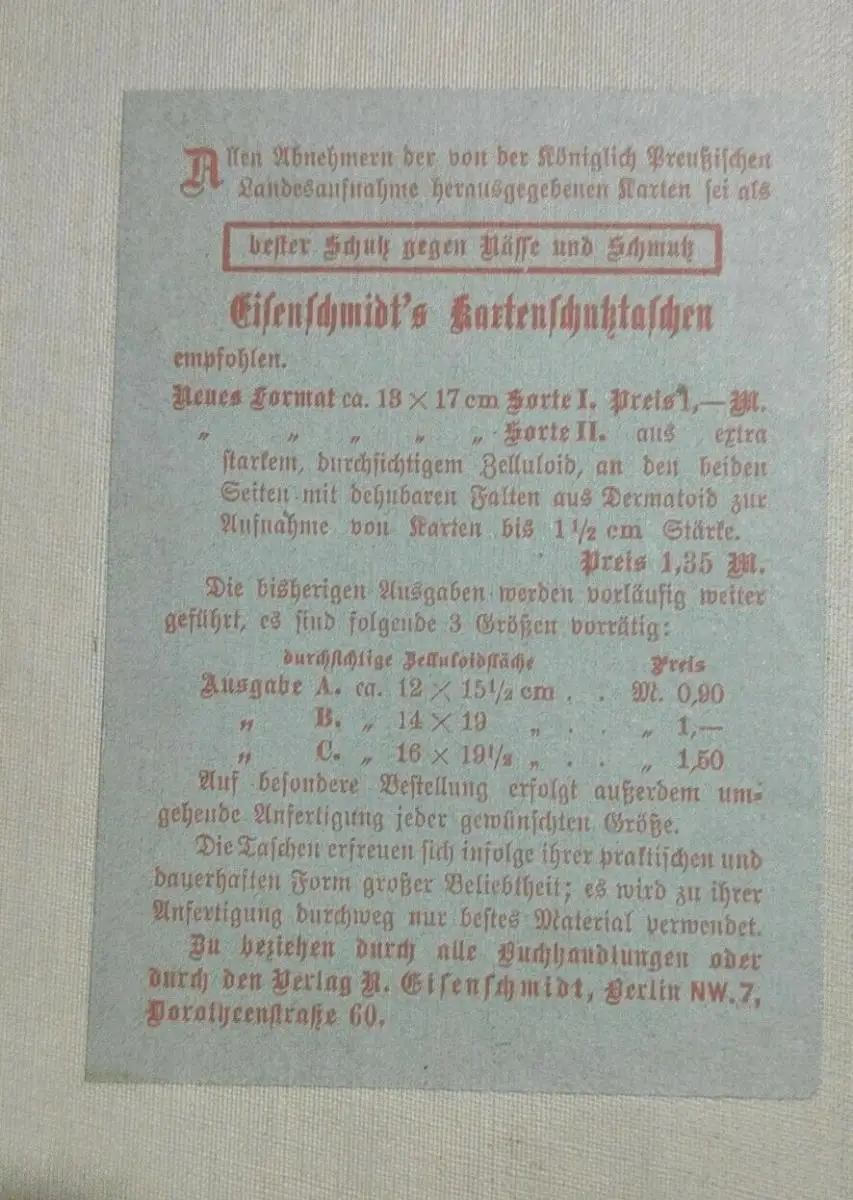 Allen Abnehmern der von der Königlich Preußischen
Landesaufnahme herausgegebenen Karten sei als
bester Schutz gegen Nässe und Schmutz
Eisenschmidt's Kartenschutztaschen
empfohlen.
Neues Format ca. 13 × 17 cm Sorte I. Preis 1,— M.
„ „ „ „ „ Sorte II. aus extra
starkem, durchsichtigem Zelluloid, an den beiden
Seiten mit dehnbaren Falten aus Dermatoid zur
Aufnahme von Karten bis 1 1/2 cm Stärke.
Preis 1,35 M.
Die bisherigen Ausgaben werden vorläufig weiter
geführt, es sind folgende 3 Größen vorrätig:
durchsichtige Zelluloidfläche Preis
Ausgabe A. ca. 12 × 15 1/2 cm . . M. 0,90
„ B. „ 14 × 19 „ . . „ 1,—
„ C. „ 16 × 19 1/2 „ . . „ 1,50
Auf besondere Bestellung erfolgt außerdem um-
gehende Anfertigung jeder gewünschten Größe.
Die Taschen erfreuen sich infolge ihrer praktischen und
dauerhaften Form großer Beliebtheit; es wird zu ihrer
Anfertigung durchweg nur bestes Material verwendet.
Zu beziehen durch alle Buchhandlungen oder
durch den Verlag R. Eisenschmidt, Berlin NW. 7,
Dorotheenstraße 60.